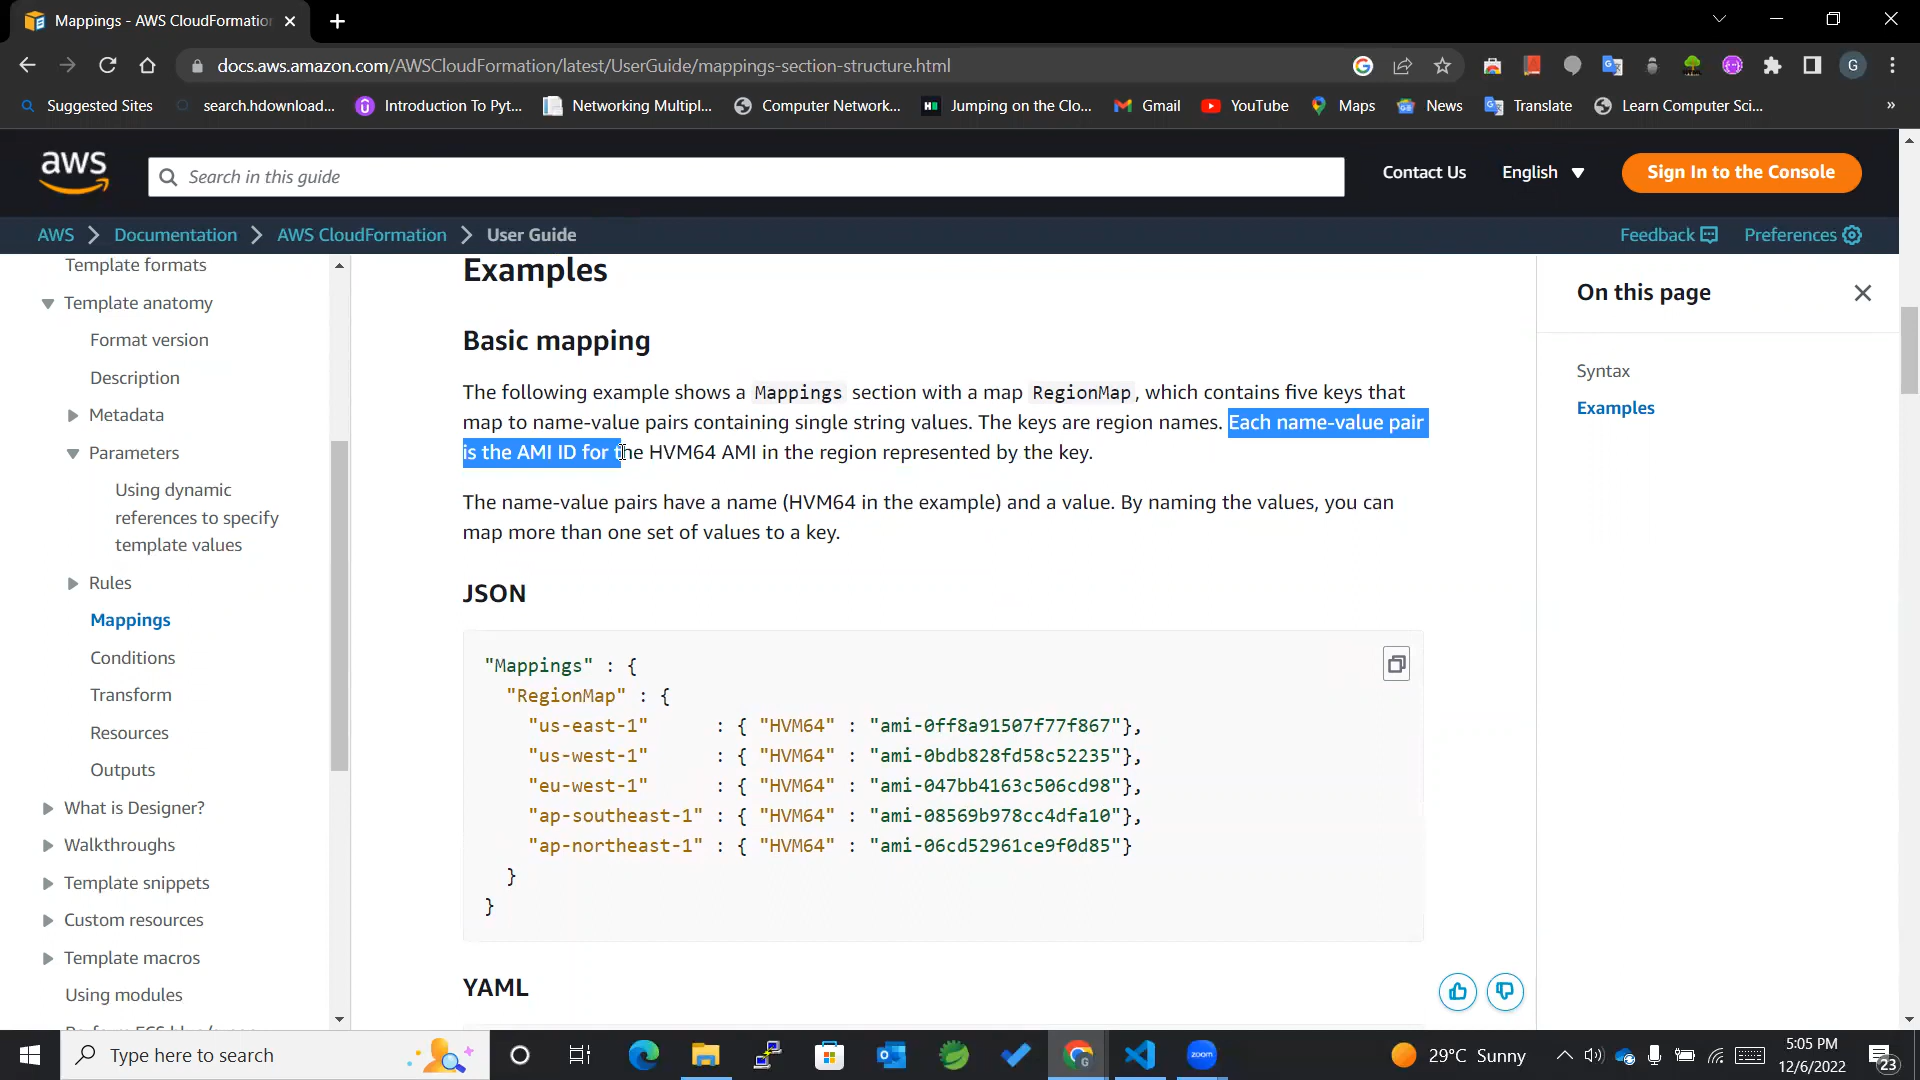 Mappings - AWS CloudFormation
docs.aws.amazon.com/AWSCloudFormation/latest/UserGuide/mappings-section-structure.html
G
Suggested Sites
search.hdownload...
Introduction To Pyt...
Networking Multipl...
Computer Network...
Jumping on the Clo...
Gmail
YouTube
Maps
News
Translate
Learn Computer Sci...
»
aws
Search in this guide
Contact Us
English
Sign In to the Console
AWS
Documentation
AWS CloudFormation
User Guide
Feedback
Preferences
Template formats
Template anatomy
Format version
Description
Metadata
Parameters
Using dynamic
references to specify
template values
Rules
Mappings
Conditions
Transform
Resources
Outputs
What is Designer?
Walkthroughs
Template snippets
Custom resources
Template macros
Using modules
Examples
Basic mapping
The following example shows a Mappings section with a map RegionMap, which contains five keys that
map to name-value pairs containing single string values. The keys are region names. Each name-value pair
is the AMI ID for the HVM64 AMI in the region represented by the key.
The name-value pairs have a name (HVM64 in the example) and a value. By naming the values, you can
map more than one set of values to a key.
JSON
"Mappings" : {
"RegionMap" : {
"us-east-1" : { "HVM64" : "ami-0ff8a91507f77f867"},
"us-west-1" : { "HVM64" : "ami-0bdb828fd58c52235"},
"eu-west-1" : { "HVM64" : "ami-047bb4163c506cd98"},
"ap-southeast-1" : { "HVM64" : "ami-08569b978cc4dfa10"},
"ap-northeast-1" : { "HVM64" : "ami-06cd52961ce9f0d85"}
}
}
YAML
On this page
Syntax
Examples
Type here to search
zoom
29°C Sunny
5:05 PM
12/6/2022
23